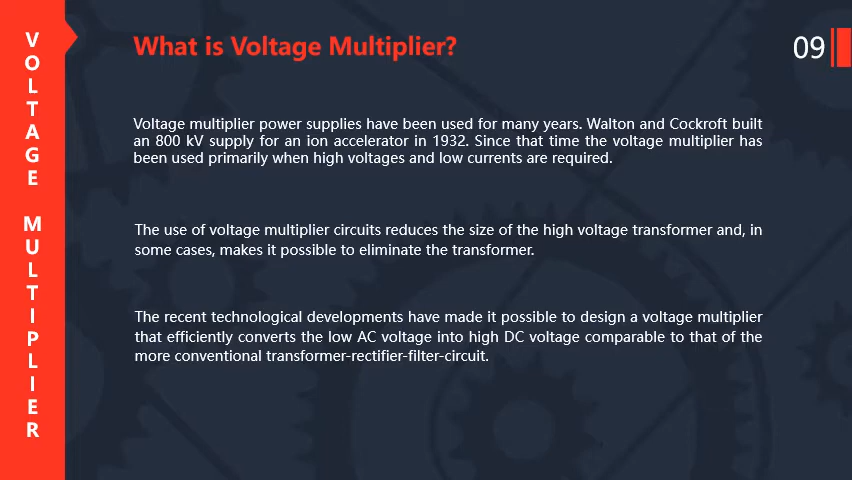 VOLTAGE MULTIPLIER
What is Voltage Multiplier?
09
Voltage multiplier power supplies have been used for many years. Walton and Cockroft built
an 800 kV supply for an ion accelerator in 1932. Since that time the voltage multiplier has
been used primarily when high voltages and low currents are required.
The use of voltage multiplier circuits reduces the size of the high voltage transformer and, in
some cases, makes it possible to eliminate the transformer.
The recent technological developments have made it possible to design a voltage multiplier
that efficiently converts the low AC voltage into high DC voltage comparable to that of the
more conventional transformer-rectifier-filter-circuit.